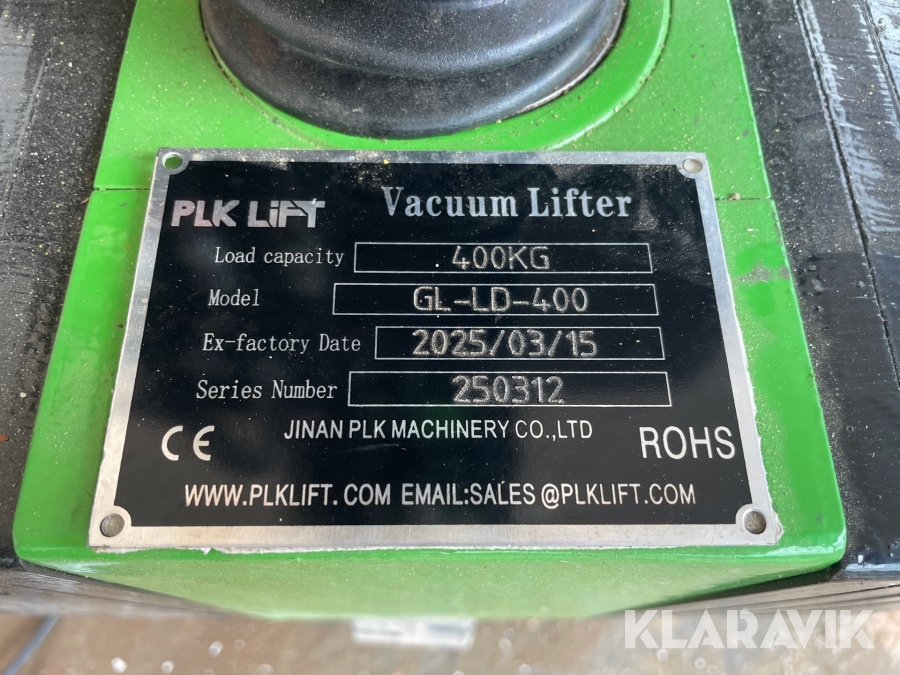 PLK LiFT Vacuum Lifter
Load capacity 400KG
Model GL-LD-400
Ex-factory Date 2025/03/15
Series Number 250312
JINAN PLK MACHINERY CO.,LTD
CE ROHS
WWW.PLKLIFT. COM EMAIL:SALES @PLKLIFT.COM
KLARAVIK